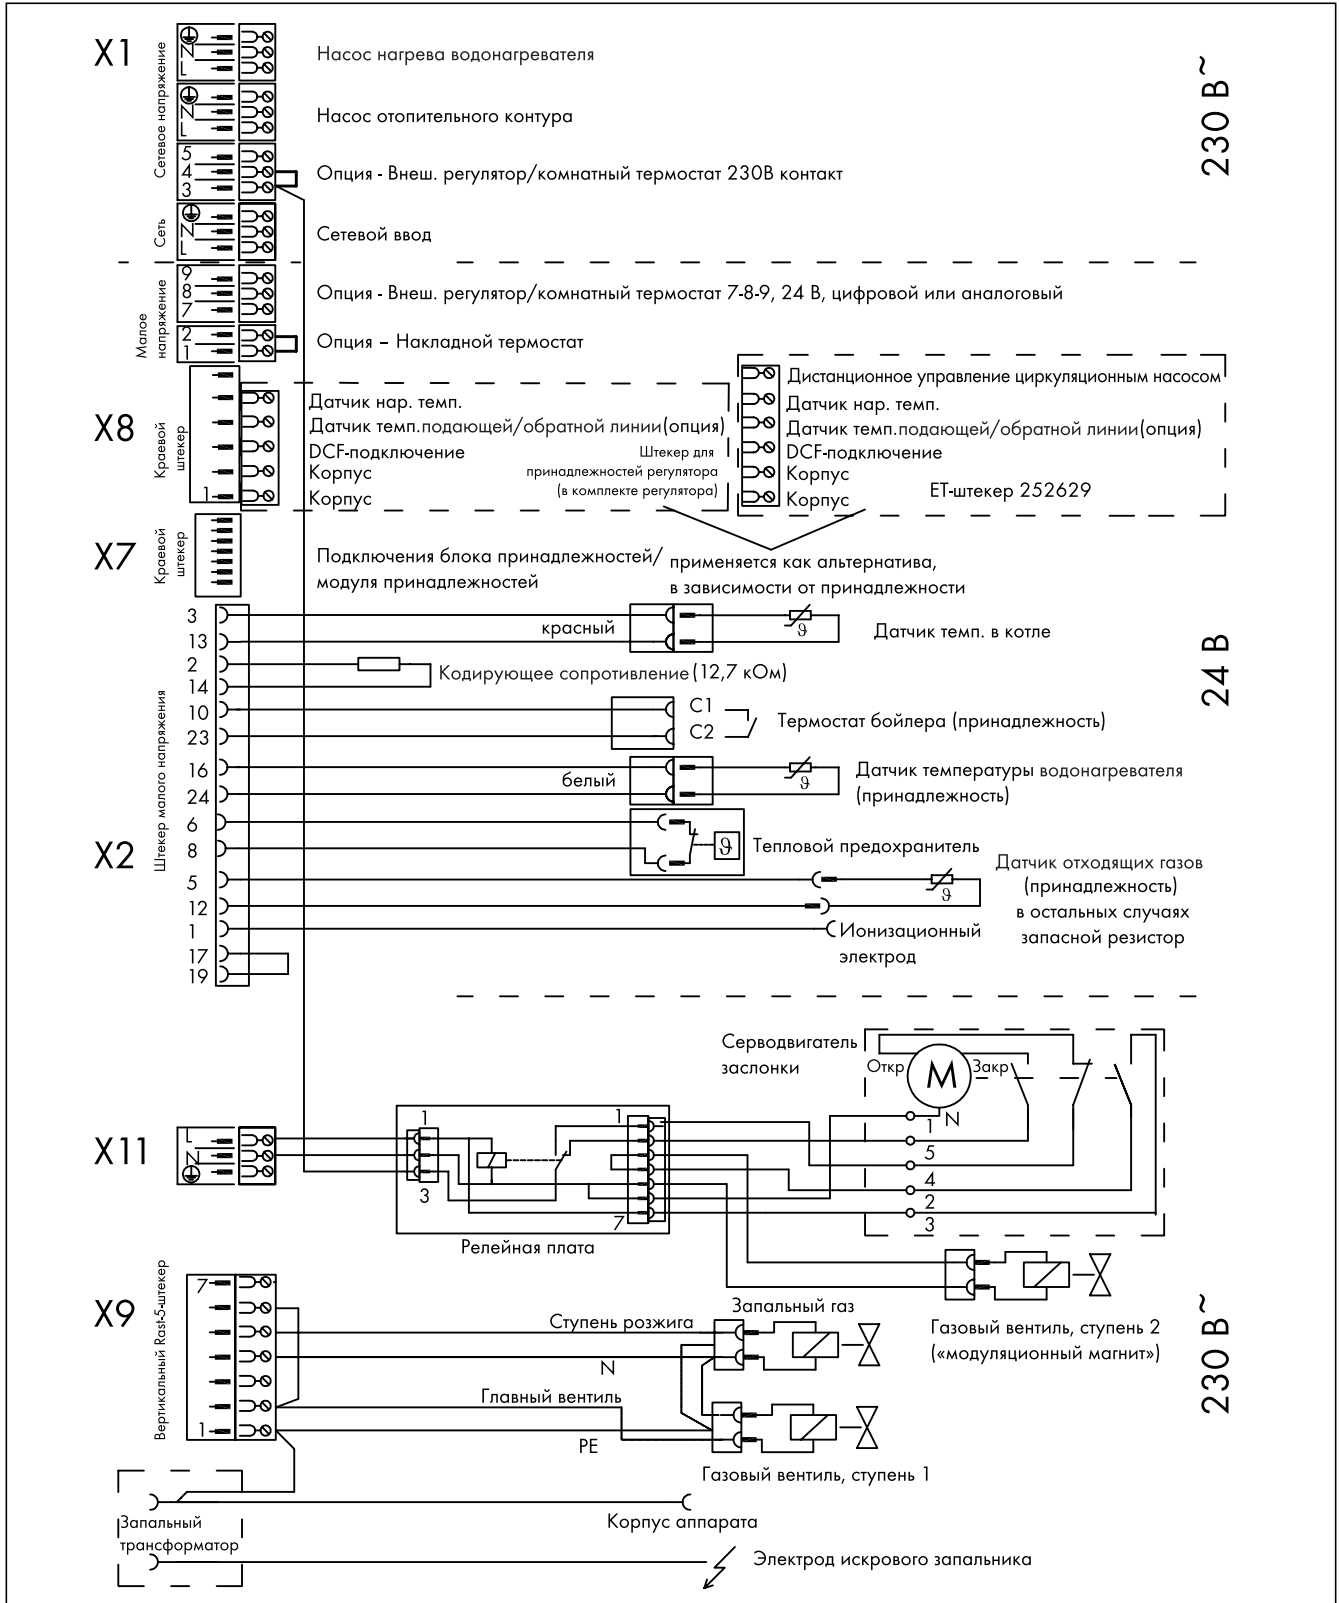 X1
Сетевое напряжение
N
L
Насос нагрева водонагревателя
N
L
Насос отопительного контура
5
4
3
Опция - Внеш. регулятор/комнатный термостат 230В контакт
230 В~
Сеть
N
L
Сетевой ввод
Малое
напряжение
9
8
7
Опция - Внеш. регулятор/комнатный термостат 7-8-9, 24 В, цифровой или аналоговый
2
1
Опция – Накладной термостат
X8
Краевой
штекер
1
Датчик нар. темп.
Датчик темп.подающей/обратной линии(опция)
DCF-подключение
Корпус
Корпус
Штекер для
принадлежностей регулятора
(в комплекте регулятора)
Дистанционное управление циркуляционным насосом
Датчик нар. темп.
Датчик темп.подающей/обратной линии(опция)
DCF-подключение
Корпус
Корпус
ЕТ-штекер 252629
X7
Краевой
штекер
Подключения блока принадлежностей/
модуля принадлежностей
применяется как альтернатива,
в зависимости от принадлежности
24 В
X2
Штекер малого напряжения
3
13
2
14
10
23
16
24
6
8
5
12
1
17
19
красный
ϑ
Датчик темп. в котле
Кодирующее сопротивление (12,7 кОм)
C1
C2
Термостат бойлера (принадлежность)
белый
ϑ
Датчик температуры водонагревателя
(принадлежность)
ϑ
Тепловой предохранитель
ϑ
Датчик отходящих газов
(принадлежность)
в остальных случаях
запасной резистор
Ионизационный
электрод
Серводвигатель
заслонки
Откр
M
Закр
N
1
5
4
2
3
X11
L
N
1
3
1
7
Релейная плата
X9
Вертикальный Rast-5-штекер
7
1
Ступень розжига
N
Главный вентиль
PE
Запальный газ
Газовый вентиль, ступень 2
(«модуляционный магнит»)
230 В~
Газовый вентиль, ступень 1
Запальный
трансформатор
Корпус аппарата
Электрод искрового запальника